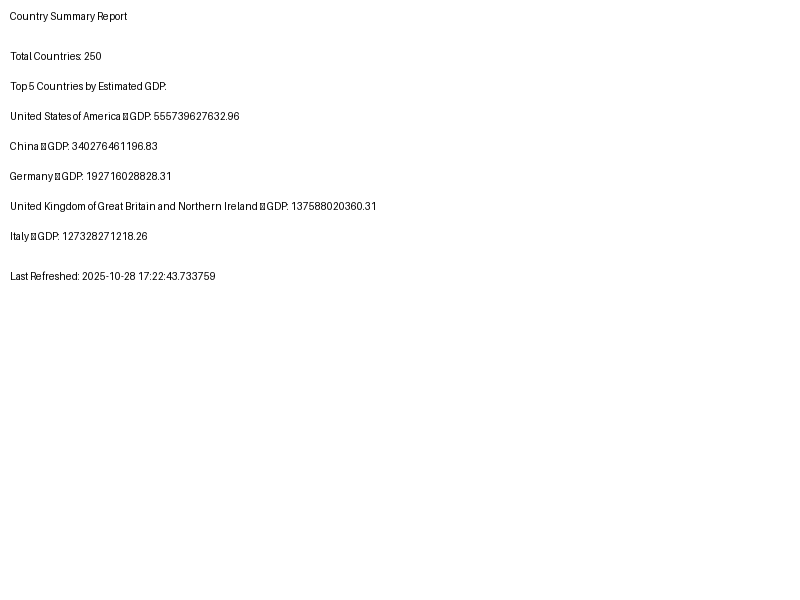 Country Summary Report
Total Countries: 250
Top 5 Countries by Estimated GDP:
United States of America ▯ GDP: 555739627632.96
China ▯ GDP: 340276461196.83
Germany ▯ GDP: 192716028828.31
United Kingdom of Great Britain and Northern Ireland ▯ GDP: 137588020360.31
Italy ▯ GDP: 127328271218.26
Last Refreshed: 2025-10-28 17:22:43.733759